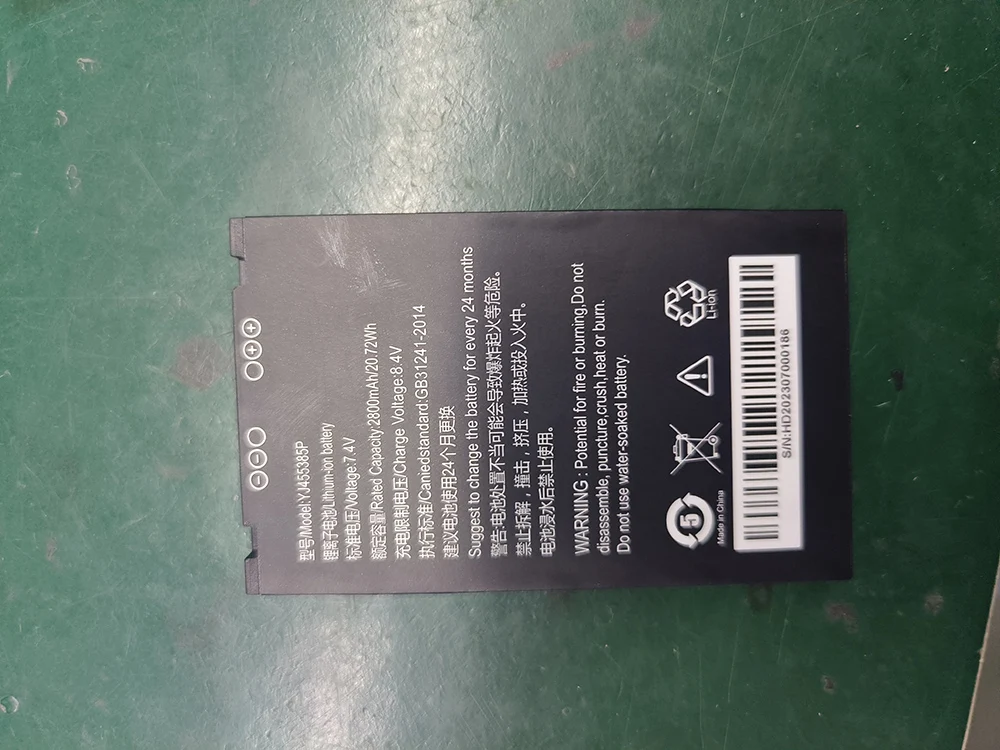 型号/Model:YJ455385P
锂离子电池/Lithium-ion battery
标准电压/Voltage:7.4V
额定容量/Rated Capacity:2800mAh/20.72Wh
充电限制电压/Charge Voltage:8.4V
执行标准/Caniedstandard:GB31241-2014
建议电池使用24个月更换
Suggest to change the battery for every 24 months
警告:电池处置不当可能会导致爆炸起火等危险。
禁止拆解，撞击，挤压，加热或投入火中。
电池浸水后禁止使用。
WARNING : Potential for fire or burning,Do not
disassemble, puncture,crush,heat or burn.
Do not use water-soaked battery.
5
Li-ion
Made in China
S/N:HD202307000186